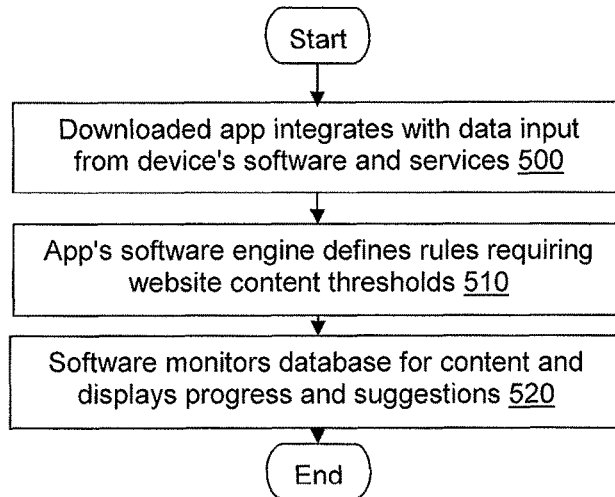 Start
Downloaded app integrates with data input
from device's software and services 500
App's software engine defines rules requiring
website content thresholds 510
Software monitors database for content and
displays progress and suggestions 520
End